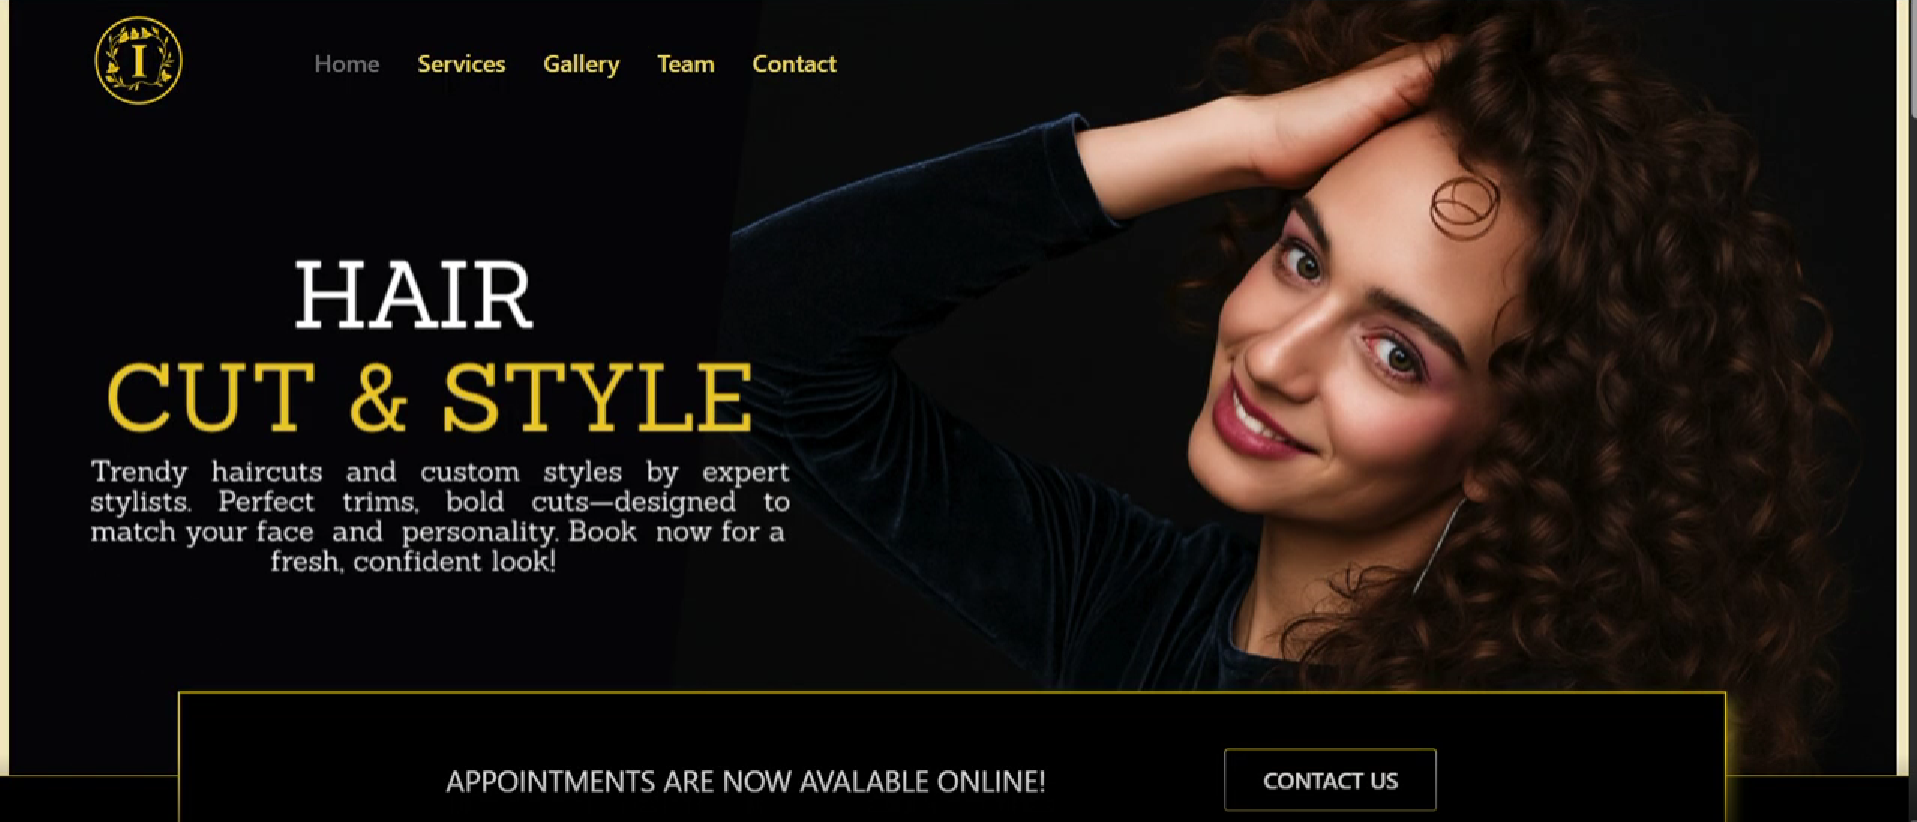 I
Home Services Gallery Team Contact
HAIR
CUT & STYLE
Trendy haircuts and custom styles by expert
stylists. Perfect trims, bold cuts—designed to
match your face and personality. Book now for a
fresh, confident look!
APPOINTMENTS ARE NOW AVALABLE ONLINE!
CONTACT US